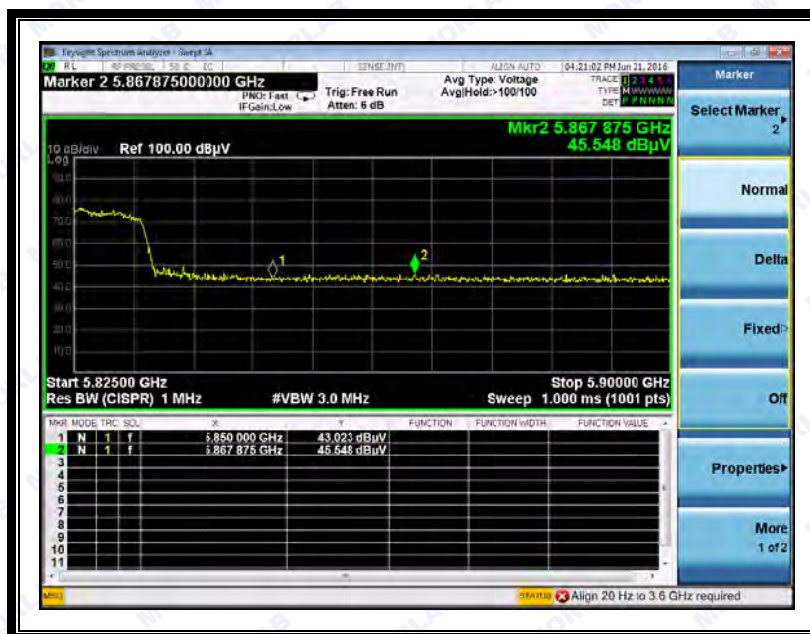 Keysight Spectrum Analyzer - Swept SA
RL RF PRESEL 50 Ω DC SENSE:INT ALIGN AUTO 04:21:02 PM Jun 21, 2016
Marker 2 5.867875000000 GHz
PNO: Fast Trig: Free Run
IFGain:Low Atten: 6 dB
Avg Type: Voltage
Avg|Hold:>100/100
TRACE 1 2 3 4 5 6
TYPE M W W W W W
DET P P N N N N
Mkr2 5.867 875 GHz
45.548 dBµV
10 dB/div Ref 100.00 dBµV
Log
90.0
80.0
70.0
60.0
50.0
40.0
30.0
20.0
10.0
1
2
Start 5.82500 GHz Stop 5.90000 GHz
Res BW (CISPR) 1 MHz #VBW 3.0 MHz Sweep 1.000 ms (1001 pts)
MKR MODE TRC SCL X Y FUNCTION FUNCTION WIDTH FUNCTION VALUE
1 N 1 f 5.850 000 GHz 43.023 dBµV
2 N 1 f 5.867 875 GHz 45.548 dBµV
3
4
5
6
7
8
9
10
11
MSG STATUS Align 20 Hz to 3.6 GHz required
Marker
Select Marker
2
Normal
Delta
Fixed
Off
Properties
More
1 of 2